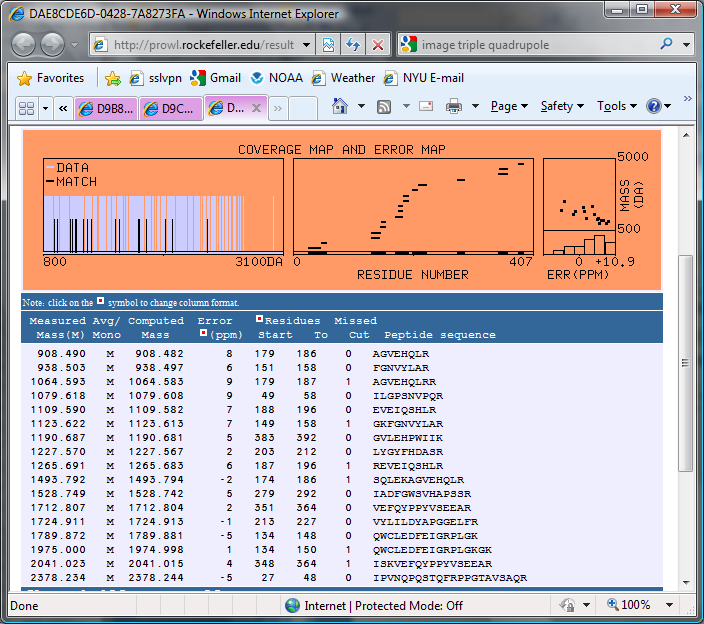 DAE8CDE6D-0428-7A8273FA - Windows Internet Explorer
http://prowl.rockefeller.edu/result
image triple quadrupole
Favorites sslvpn Gmail NOAA Weather NYU E-mail
D9B8... D9C... D...
Page Safety Tools
COVERAGE MAP AND ERROR MAP
DATA
MATCH
5000
MASS (DA)
500
800 3100DA 0 407 0 +10.9
RESIDUE NUMBER ERR(PPM)
Note: click on the symbol to change column format.
Measured Avg/ Computed Error Residues Missed
Mass(M) Mono Mass (ppm) Start To Cut Peptide sequence
908.490 M 908.482 8 179 186 0 AGVEHQLR
938.503 M 938.497 6 151 158 0 FGNVYLAR
1064.593 M 1064.583 9 179 187 1 AGVEHQLRR
1079.618 M 1079.608 9 49 58 0 ILGPSNVPQR
1109.590 M 1109.582 7 188 196 0 EVEIQSHLR
1123.622 M 1123.613 7 149 158 1 GKFGNVYLAR
1190.687 M 1190.681 5 383 392 0 GVLEHPWIIK
1227.570 M 1227.567 2 203 212 0 LYGYFHDASR
1265.691 M 1265.683 6 187 196 1 REVEIQSHLR
1493.792 M 1493.794 -2 174 186 1 SQLEKAGVEHQLR
1528.749 M 1528.742 5 279 292 0 IADFGWSVHAPSSR
1712.807 M 1712.804 2 351 364 0 VEFQYPPYVSEEAR
1724.911 M 1724.913 -1 213 227 0 VYLILDYAPGGELFR
1789.872 M 1789.881 -5 134 148 0 QWCLEDFEIGRPLGK
1975.000 M 1974.998 1 134 150 1 QWCLEDFEIGRPLGKGK
2041.023 M 2041.015 4 348 364 1 ISKVEFQYPPYVSEEAR
2378.234 M 2378.244 -5 27 48 0 IPVNQPQSTQFRPPGTAVSAQR
Done Internet | Protected Mode: Off 100%